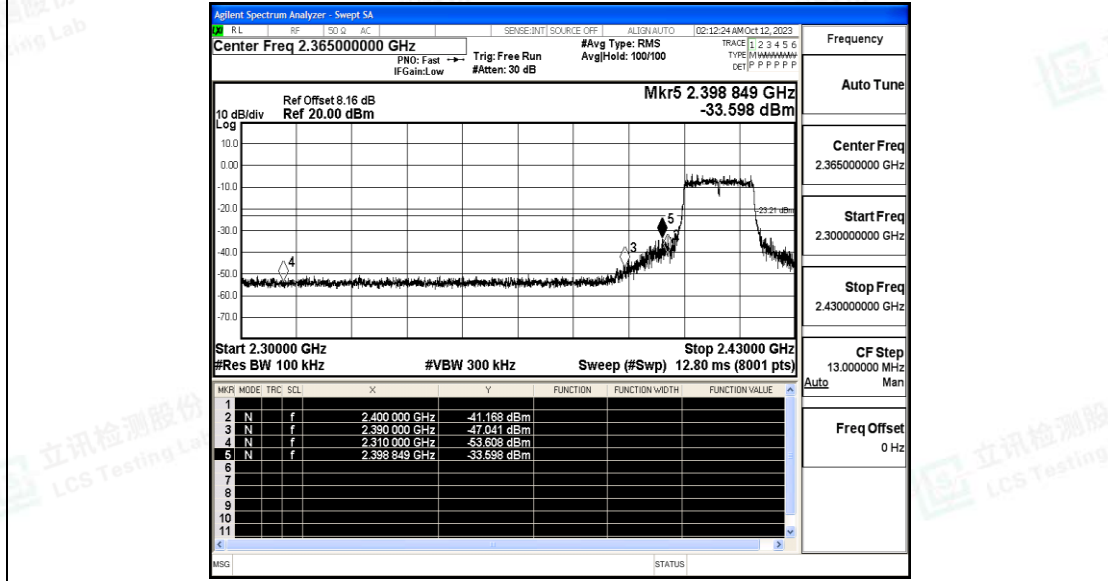 Agilent Spectrum Analyzer - Swept SA
RL RF 50 Ω AC SENSE:INT SOURCE OFF ALIGNAUTO 02:12:24 AM Oct 12, 2023
Center Freq 2.365000000 GHz
#Avg Type: RMS
TRACE 1 2 3 4 5 6
PNO: Fast
Trig: Free Run
Avg|Hold: 100/100
TYPE
IFGain:Low
#Atten: 30 dB
DET P P P P P P
Frequency
Mkr5 2.398 849 GHz
-33.598 dBm
Ref Offset 8.16 dB
10 dB/div Ref 20.00 dBm
Log
10.0
0.00
-10.0
-20.0
-23.21 dBm
-30.0
-40.0
-50.0
-60.0
-70.0
5
3
4
Start 2.30000 GHz Stop 2.43000 GHz
#Res BW 100 kHz #VBW 300 kHz Sweep (#Swp) 12.80 ms (8001 pts)
MKR MODE TRC SCL X Y FUNCTION FUNCTION WIDTH FUNCTION VALUE
1
2 N f 2.400 000 GHz -41.168 dBm
3 N f 2.390 000 GHz -47.041 dBm
4 N f 2.310 000 GHz -53.608 dBm
5 N f 2.398 849 GHz -33.598 dBm
6
7
8
9
10
11
MSG STATUS
Auto Tune
Center Freq
2.365000000 GHz
Start Freq
2.300000000 GHz
Stop Freq
2.430000000 GHz
CF Step
13.000000 MHz
Auto Man
Freq Offset
0 Hz
立讯检测股份
LCS Testing Lab
立讯检测股
LCS Testing